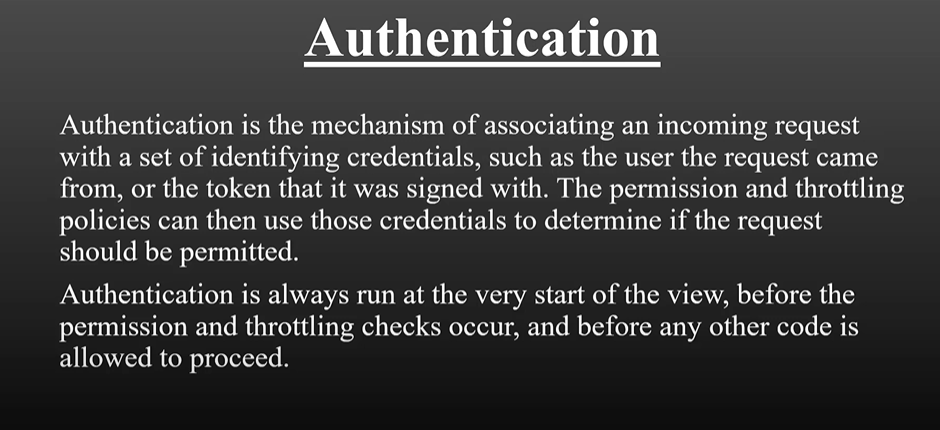 Authentication
Authentication is the mechanism of associating an incoming request
with a set of identifying credentials, such as the user the request came
from, or the token that it was signed with. The permission and throttling
policies can then use those credentials to determine if the request
should be permitted.
Authentication is always run at the very start of the view, before the
permission and throttling checks occur, and before any other code is
allowed to proceed.